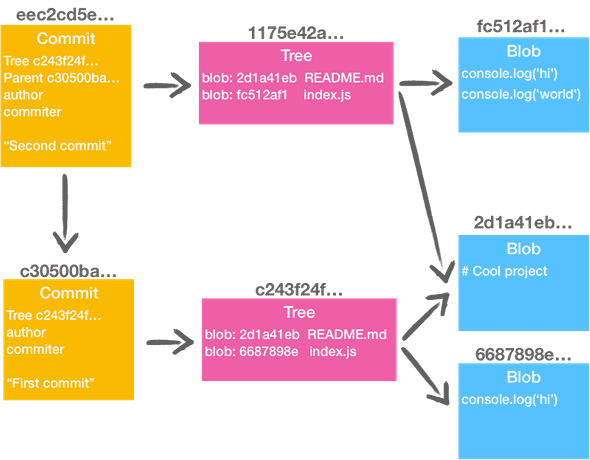 eec2cd5e...
Commit
Tree c243f24f...
Parent c30500ba...
author
commiter
“Second commit”
1175e42a...
Tree
blob: 2d1a41eb README.md
blob: fc512af1 index.js
fc512af1...
Blob
console.log('hi')
console.log('world')
c30500ba...
Commit
Tree c243f24f...
author
commiter
“First commit”
c243f24f...
Tree
blob: 2d1a41eb README.md
blob: 6687898e index.js
2d1a41eb...
Blob
# Cool project
6687898e...
Blob
console.log('hi')